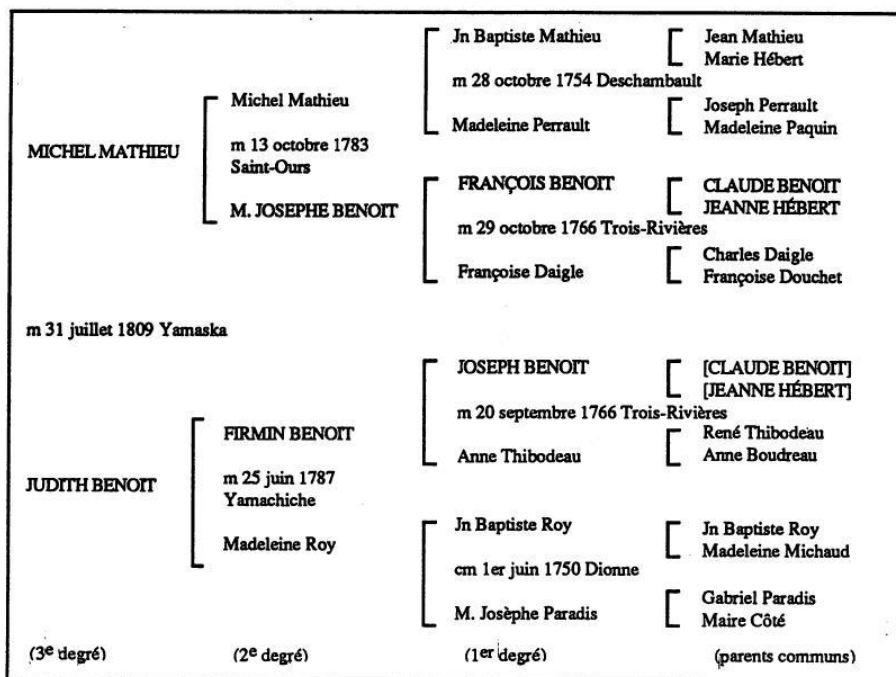 Jn Baptiste Mathieu
Jean Mathieu
Marie Hébert
m 28 octobre 1754 Deschambault
Michel Mathieu
Madeleine Perrault
Joseph Perrault
Madeleine Paquin
MICHEL MATHIEU
m 13 octobre 1783
Saint-Ours
FRANÇOIS BENOIT
CLAUDE BENOIT
JEANNE HÉBERT
M. JOSEPHE BENOIT
m 29 octobre 1766 Trois-Rivières
Françoise Daigle
Charles Daigle
Françoise Douchet
m 31 juillet 1809 Yamaska
JOSEPH BENOIT
[CLAUDE BENOIT]
[JEANNE HÉBERT]
m 20 septembre 1766 Trois-Rivières
FIRMIN BENOIT
Anne Thibodeau
René Thibodeau
Anne Boudreau
JUDITH BENOIT
m 25 juin 1787
Yamachiche
Madeleine Roy
Jn Baptiste Roy
Jn Baptiste Roy
Madeleine Michaud
cm 1er juin 1750 Dionne
M. Josèphe Paradis
Gabriel Paradis
Maire Côté
(3e degré)
(2e degré)
(1er degré)
(parents communs)